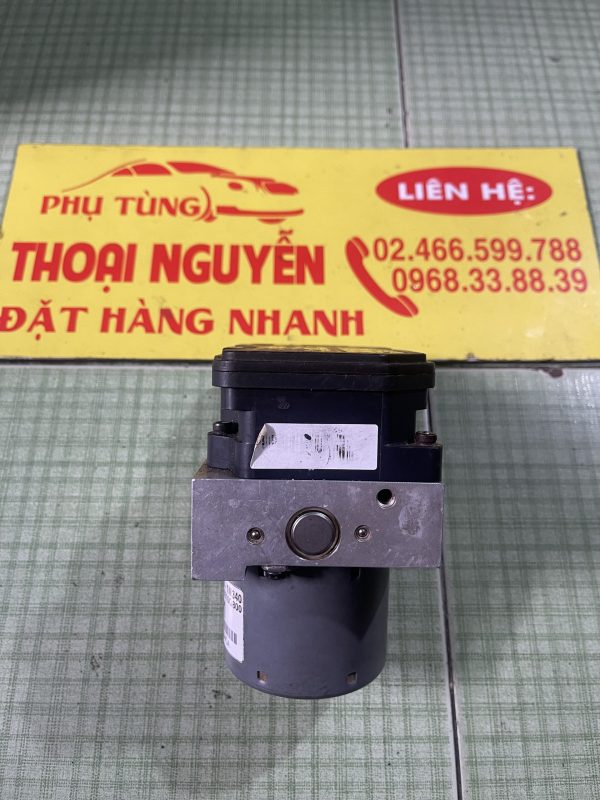 PHỤ TÙNG
LIÊN HỆ:
THOẠI NGUYỄN
02.466.599.788
0968.33.88.39
ĐẶT HÀNG NHANH